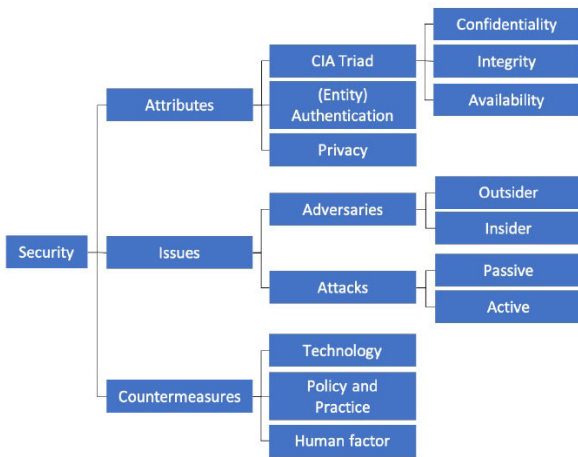 Security
Attributes
CIA Triad
Confidentiality
Integrity
Availability
(Entity)
Authentication
Privacy
Issues
Adversaries
Outsider
Insider
Attacks
Passive
Active
Countermeasures
Technology
Policy and
Practice
Human factor